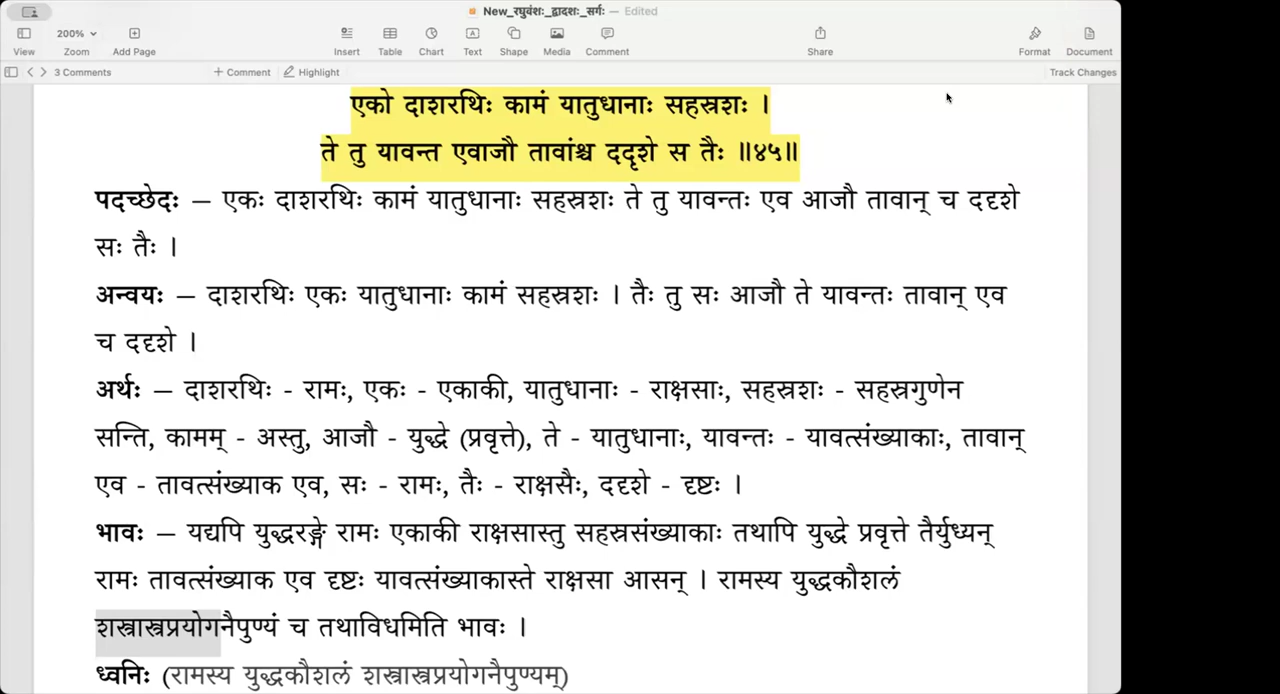 New_रघुवंशः_द्वादशः_सर्गः — Edited
200%
View Zoom Add Page Insert Table Chart Text Shape Media Comment Share Format Document
3 Comments + Comment Highlight Track Changes
एको दाशरथिः कामं यातुधानाः सहस्रशः ।
ते तु यावन्त एवाजौ तावांश्च ददृशे स तैः ॥४५॥
पदच्छेदः — एकः दाशरथिः कामं यातुधानाः सहस्रशः ते तु यावन्तः एव आजौ तावान् च ददृशे
सः तैः ।
अन्वयः — दाशरथिः एकः यातुधानाः कामं सहस्रशः । तैः तु सः आजौ ते यावन्तः तावान् एव
च ददृशे ।
अर्थः — दाशरथिः - रामः, एकः - एकाकी, यातुधानाः - राक्षसाः, सहस्रशः - सहस्रगुणेन
सन्ति, कामम् - अस्तु, आजौ - युद्धे (प्रवृत्ते), ते - यातुधानाः, यावन्तः - यावत्संख्याकाः, तावान्
एव - तावत्संख्याक एव, सः - रामः, तैः - राक्षसैः, ददृशे - दृष्टः ।
भावः — यद्यपि युद्धरङ्गे रामः एकाकी राक्षसास्तु सहस्रसंख्याकाः तथापि युद्धे प्रवृत्ते तैर्युध्यन्
रामः तावत्संख्याक एव दृष्टः यावत्संख्याकास्ते राक्षसा आसन् । रामस्य युद्धकौशलं
शस्त्रास्त्रप्रयोगनैपुण्यं च तथाविधमिति भावः ।
ध्वनिः (रामस्य युद्धकौशलं शस्त्रास्त्रप्रयोगनैपुण्यम्)